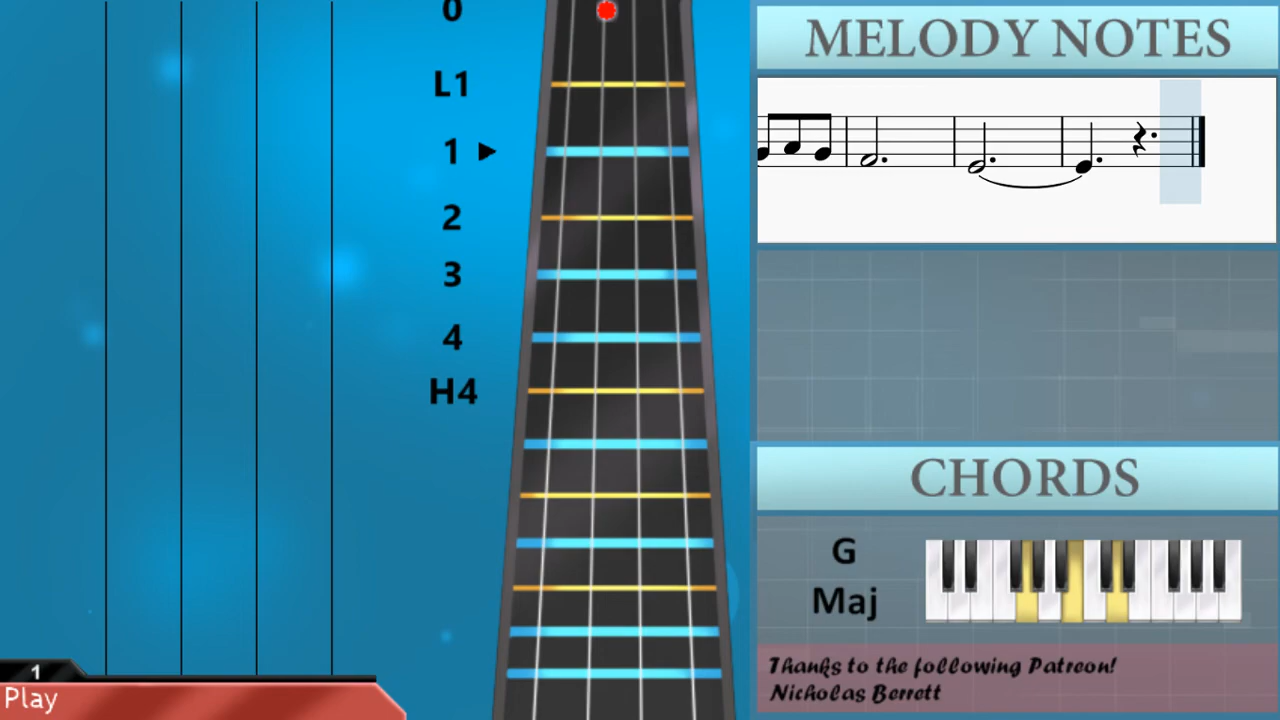 0
L1
1
2
3
4
H4
1
Play
MELODY NOTES
CHORDS
G
Maj
Thanks to the following Patreon!
Nicholas Berrett